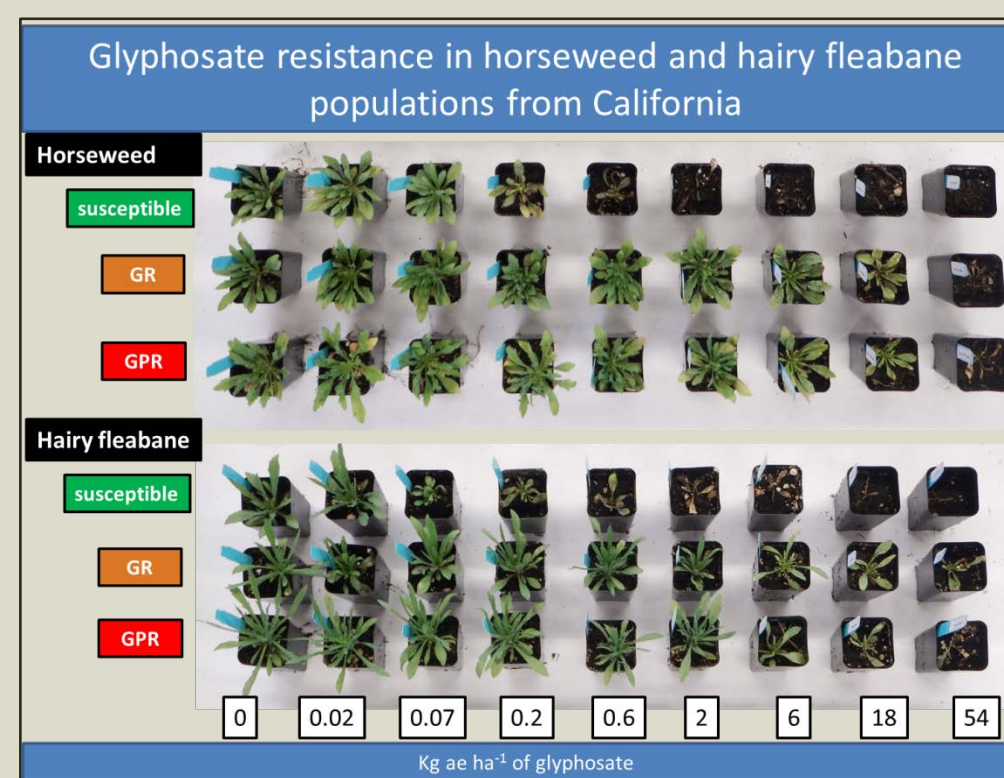 Glyphosate resistance in horseweed and hairy fleabane
populations from California
Horseweed
susceptible
GR
GPR
Hairy fleabane
susceptible
GR
GPR
0 0.02 0.07 0.2 0.6 2 6 18 54
Kg ae ha⁻¹ of glyphosate